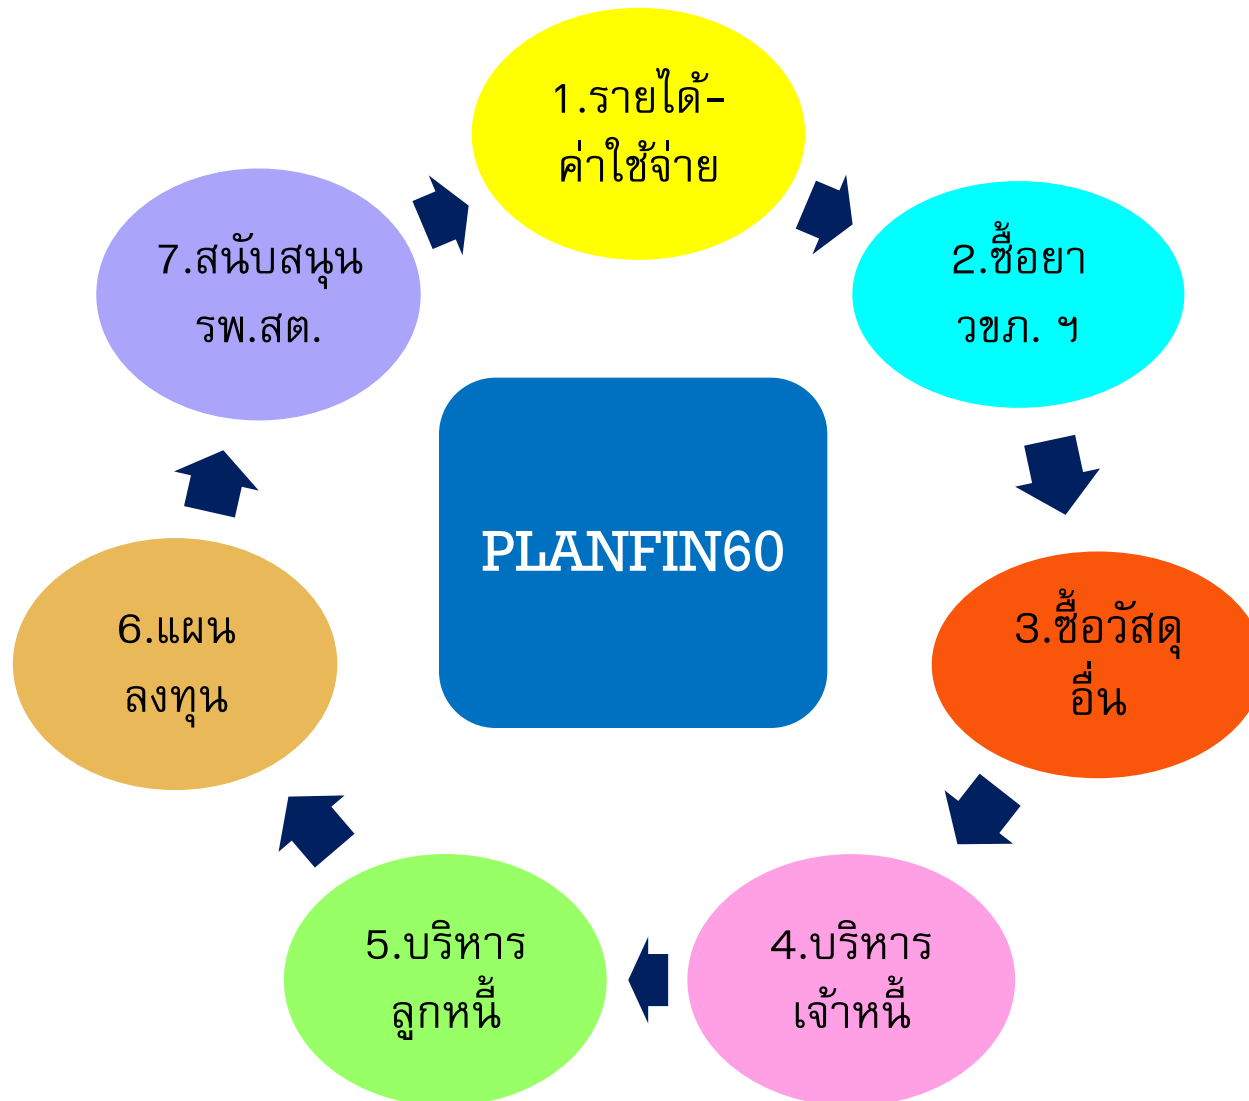 1.รายได้-
ค่าใช้จ่าย
2.ซื้อยา
วขภ. ฯ
3.ซื้อวัสดุ
อื่น
4.บริหาร
เจ้าหนี้
5.บริหาร
ลูกหนี้
6.แผน
ลงทุน
7.สนับสนุน
รพ.สต.
PLANFIN60